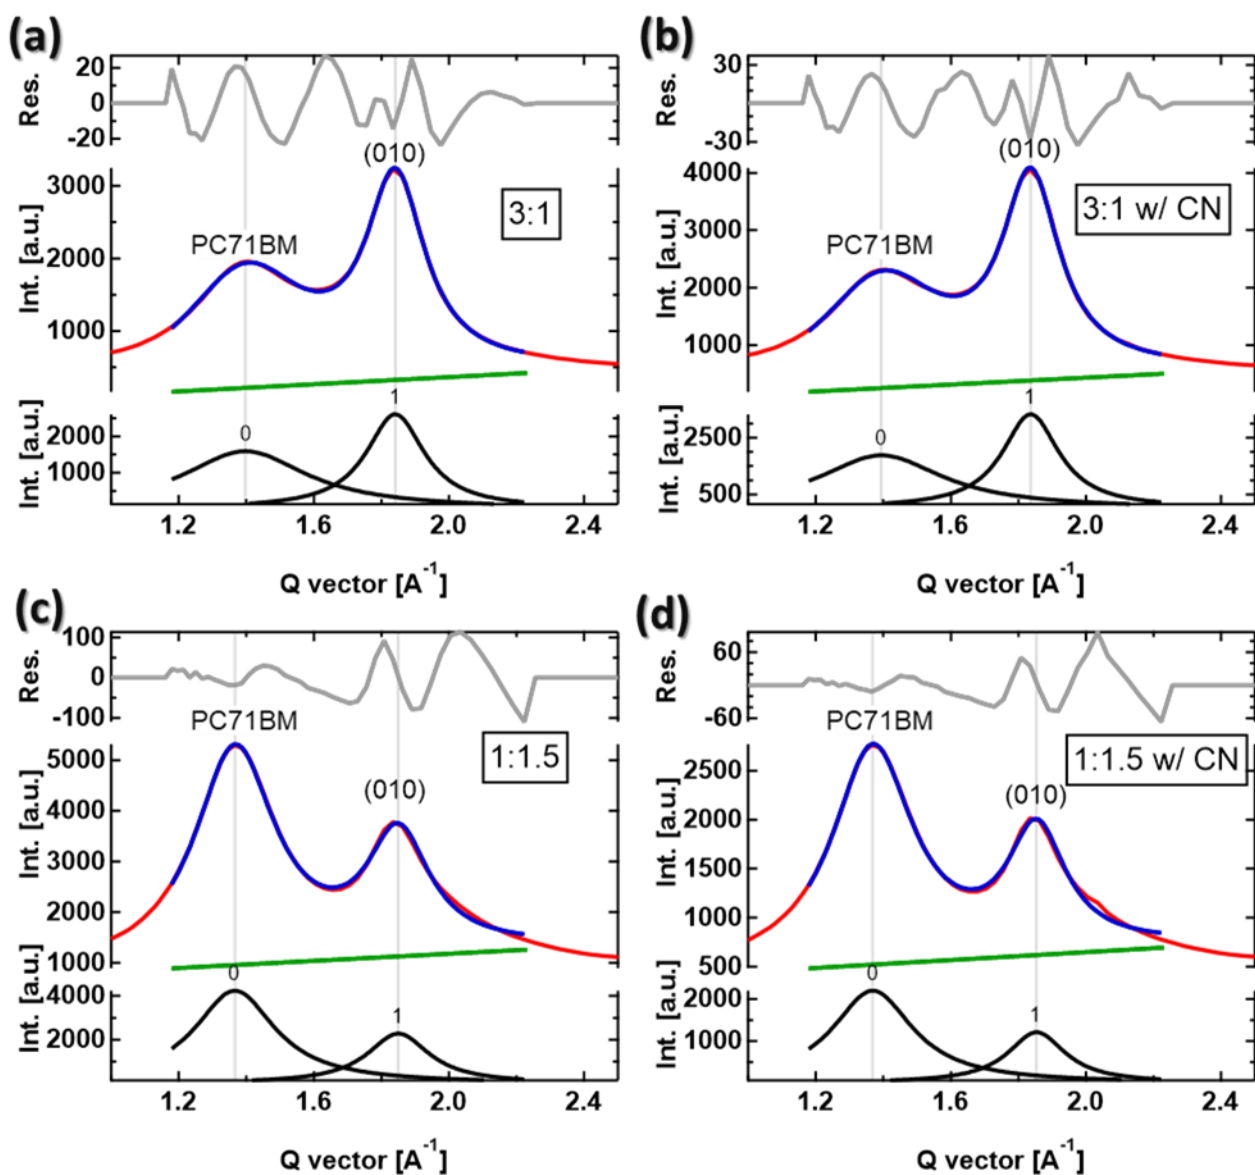 (a)
20
0
-20
Res.
(010)
3:1
PC71BM
3000
2000
1000
Int. [a.u.]
1
0
2000
1000
Int. [a.u.]
1.2 1.6 2.0 2.4
Q vector [A-1]
(b)
30
0
-30
Res.
(010)
3:1 w/ CN
PC71BM
4000
3000
2000
1000
Int. [a.u.]
1
0
2500
500
Int. [a.u.]
1.2 1.6 2.0 2.4
Q vector [A-1]
(c)
100
0
-100
Res.
PC71BM
1:1.5
(010)
5000
4000
3000
2000
1000
Int. [a.u.]
0
1
4000
2000
Int. [a.u.]
1.2 1.6 2.0 2.4
Q vector [A-1]
(d)
60
0
-60
Res.
PC71BM
1:1.5 w/ CN
(010)
2500
2000
1500
1000
500
Int. [a.u.]
0
1
2000
1000
Int. [a.u.]
1.2 1.6 2.0 2.4
Q vector [A-1]